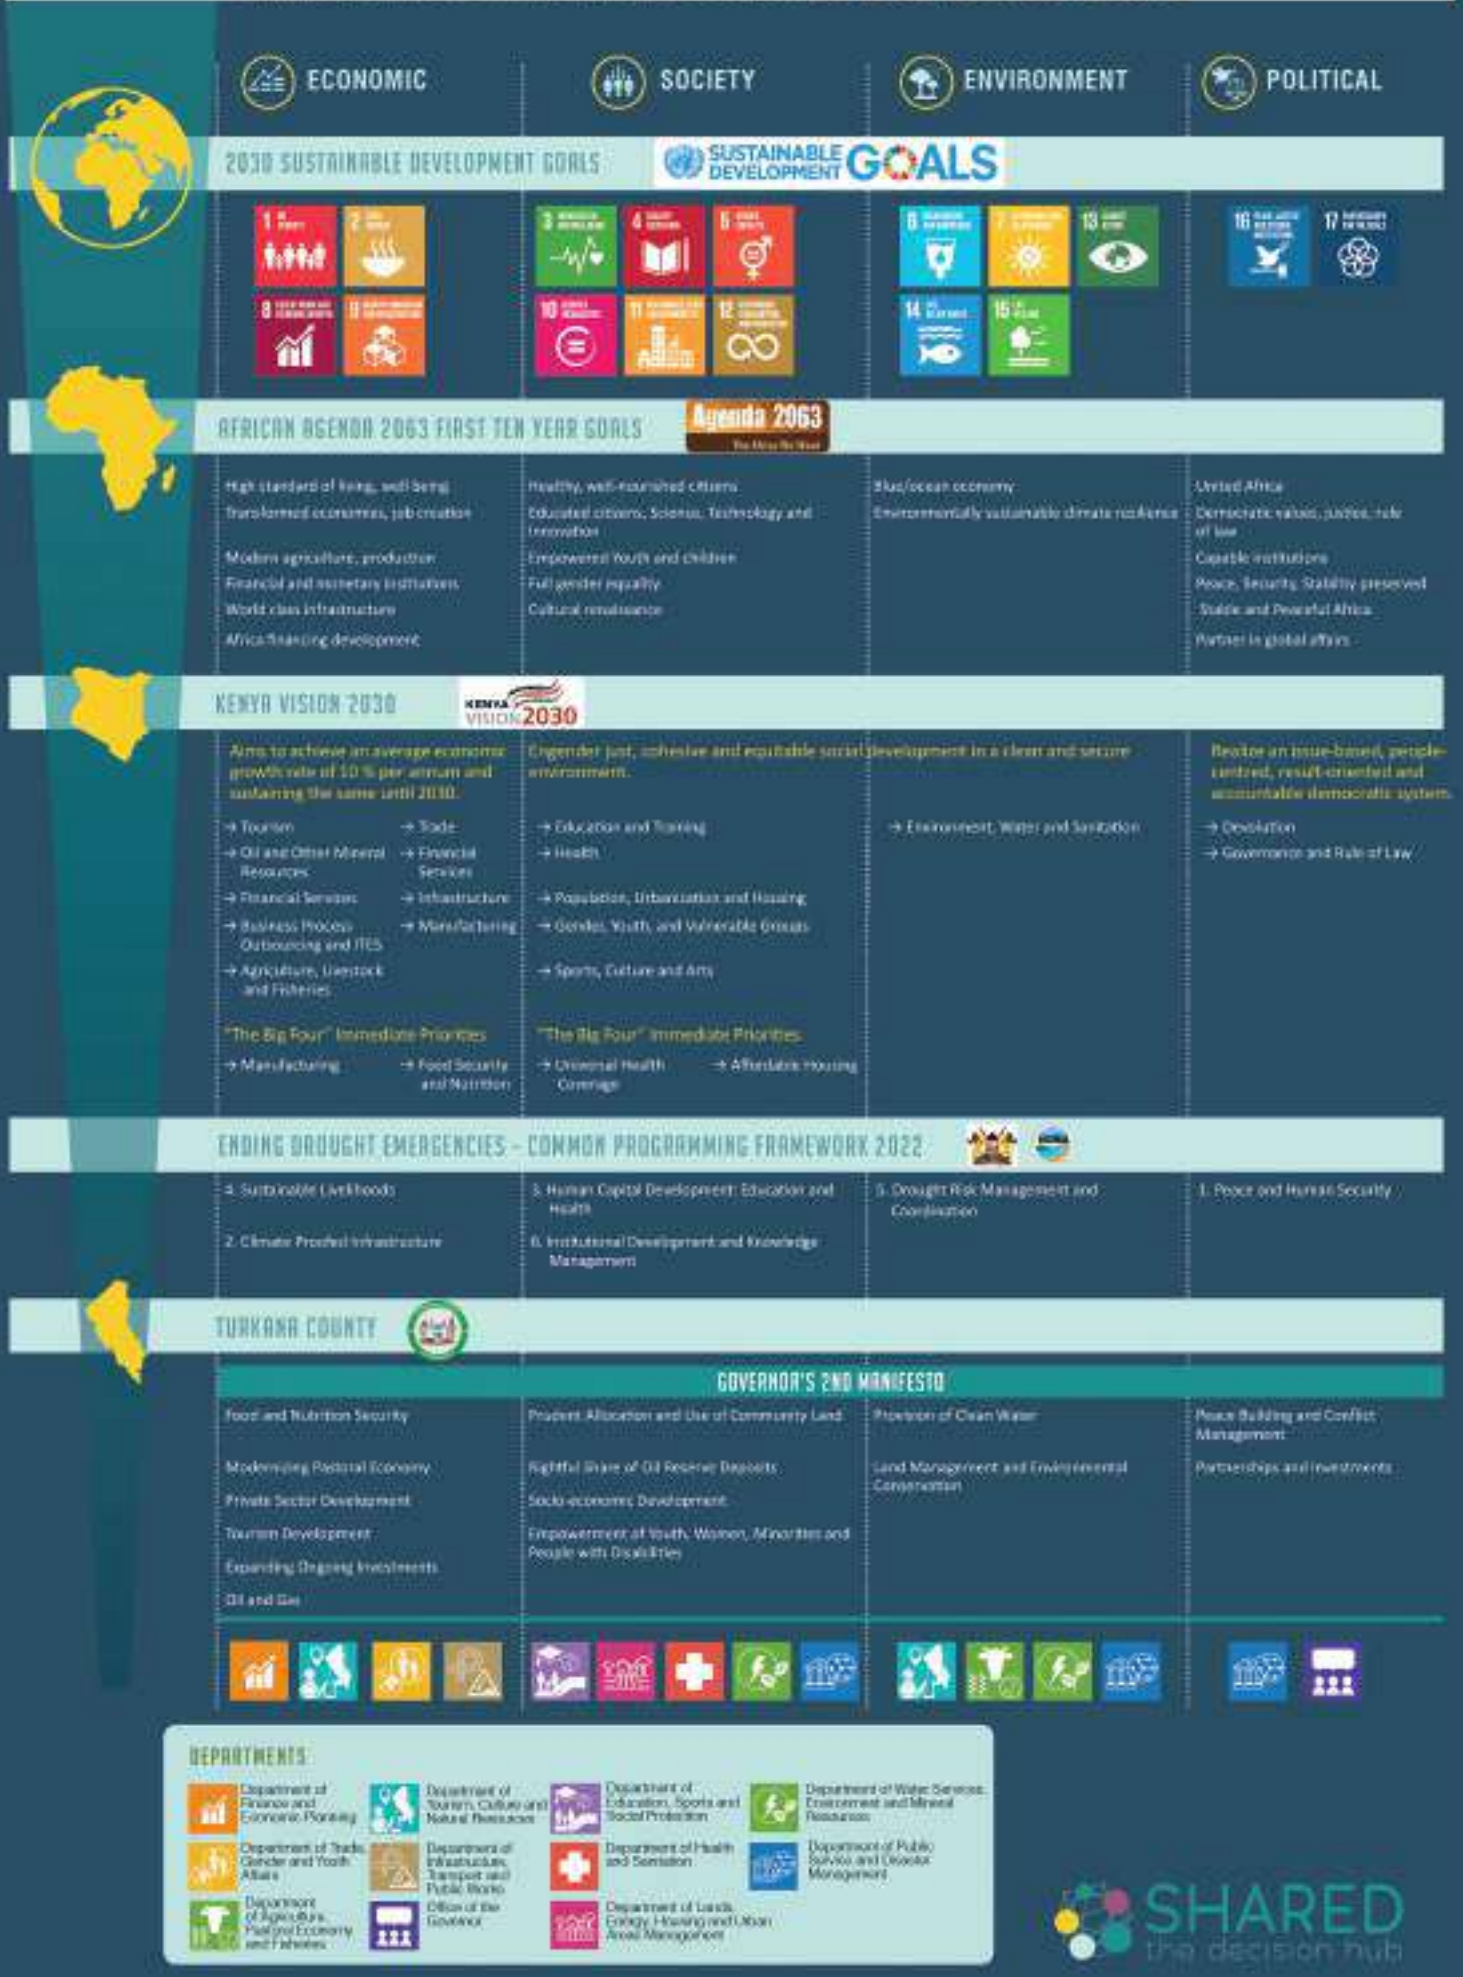 ECONOMIC
SOCIETY
ENVIRONMENT
POLITICAL
2030 SUSTAINABLE DEVELOPMENT GOALS
SUSTAINABLE
DEVELOPMENT
GOALS
1
2
3
4
5
6
7
13
16
17
8
9
10
11
12
14
15
AFRICAN AGENDA 2063 FIRST TEN YEAR GOALS
Agenda 2063
High standard of living, well being
Transformed economies, job creation
Modern agriculture, production
Financial and monetary institutions
World class infrastructure
Africa financing development
Healthy, well-nourished citizens
Educated citizens, Science, Technology and
Innovation
Empowered Youth and children
Full gender equality
Cultural renaissance
Blue/ocean economy
Environmentally sustainable climate resilience
United Africa
Democratic values, justice, rule
of law
Capable institutions
Peace, Security, Stability preserved
Stable and Peaceful Africa
Partner in global affairs
KENYA VISION 2030
KENYA
VISION 2030
Aims to achieve an average economic
growth rate of 10 % per annum and
sustaining the same until 2030.
Engender just, cohesive and equitable social development in a clean and secure
environment.
Realize an issue-based, people-
centred, result-oriented and
accountable democratic system.
→ Tourism
→ Oil and Other Mineral
Resources
→ Financial Services
→ Business Process
Outsourcing and ITES
→ Agriculture, Livestock
and Fisheries
→ Trade
→ Financial
Services
→ Infrastructure
→ Manufacturing
→ Education and Training
→ Health
→ Population, Urbanization and Housing
→ Gender, Youth, and Vulnerable Groups
→ Sports, Culture and Arts
→ Environment, Water and Sanitation
→ Devolution
→ Governance and Rule of Law
"The Big Four" Immediate Priorities
→ Manufacturing
→ Food Security
and Nutrition
"The Big Four" Immediate Priorities
→ Universal Health
Coverage
→ Affordable Housing
ENDING DROUGHT EMERGENCIES - COMMON PROGRAMMING FRAMEWORK 2022
4. Sustainable Livelihoods
2. Climate Proofed Infrastructure
3. Human Capital Development: Education and
Health
6. Institutional Development and Knowledge
Management
5. Drought Risk Management and
Coordination
1. Peace and Human Security
TURKANA COUNTY
GOVERNOR'S 2ND MANIFESTO
Food and Nutrition Security
Modernizing Pastoral Economy
Private Sector Development
Tourism Development
Expanding Ongoing Investments
Oil and Gas
Prudent Allocation and Use of Community Land
Rightful Share of Oil Reserve Deposits
Socio-economic Development
Empowerment of Youth, Women, Minorities and
People with Disabilities
Provision of Clean Water
Land Management and Environmental
Conservation
Peace Building and Conflict
Management
Partnerships and Investments
DEPARTMENTS
Department of
Finance and
Economic Planning
Department of
Tourism, Culture and
Natural Resources
Department of
Education, Sports and
Social Protection
Department of Water Services,
Environment and Mineral
Resources
Department of Trade,
Gender and Youth
Affairs
Department of
Infrastructure,
Transport and
Public Works
Department of Health
and Sanitation
Department of Public
Service and Disaster
Management
Department
of Agriculture,
Pastoral Economy
and Fisheries
Office of the
Governor
Department of Lands,
Energy, Housing and Urban
Areas Management
SHARED
the decision hub